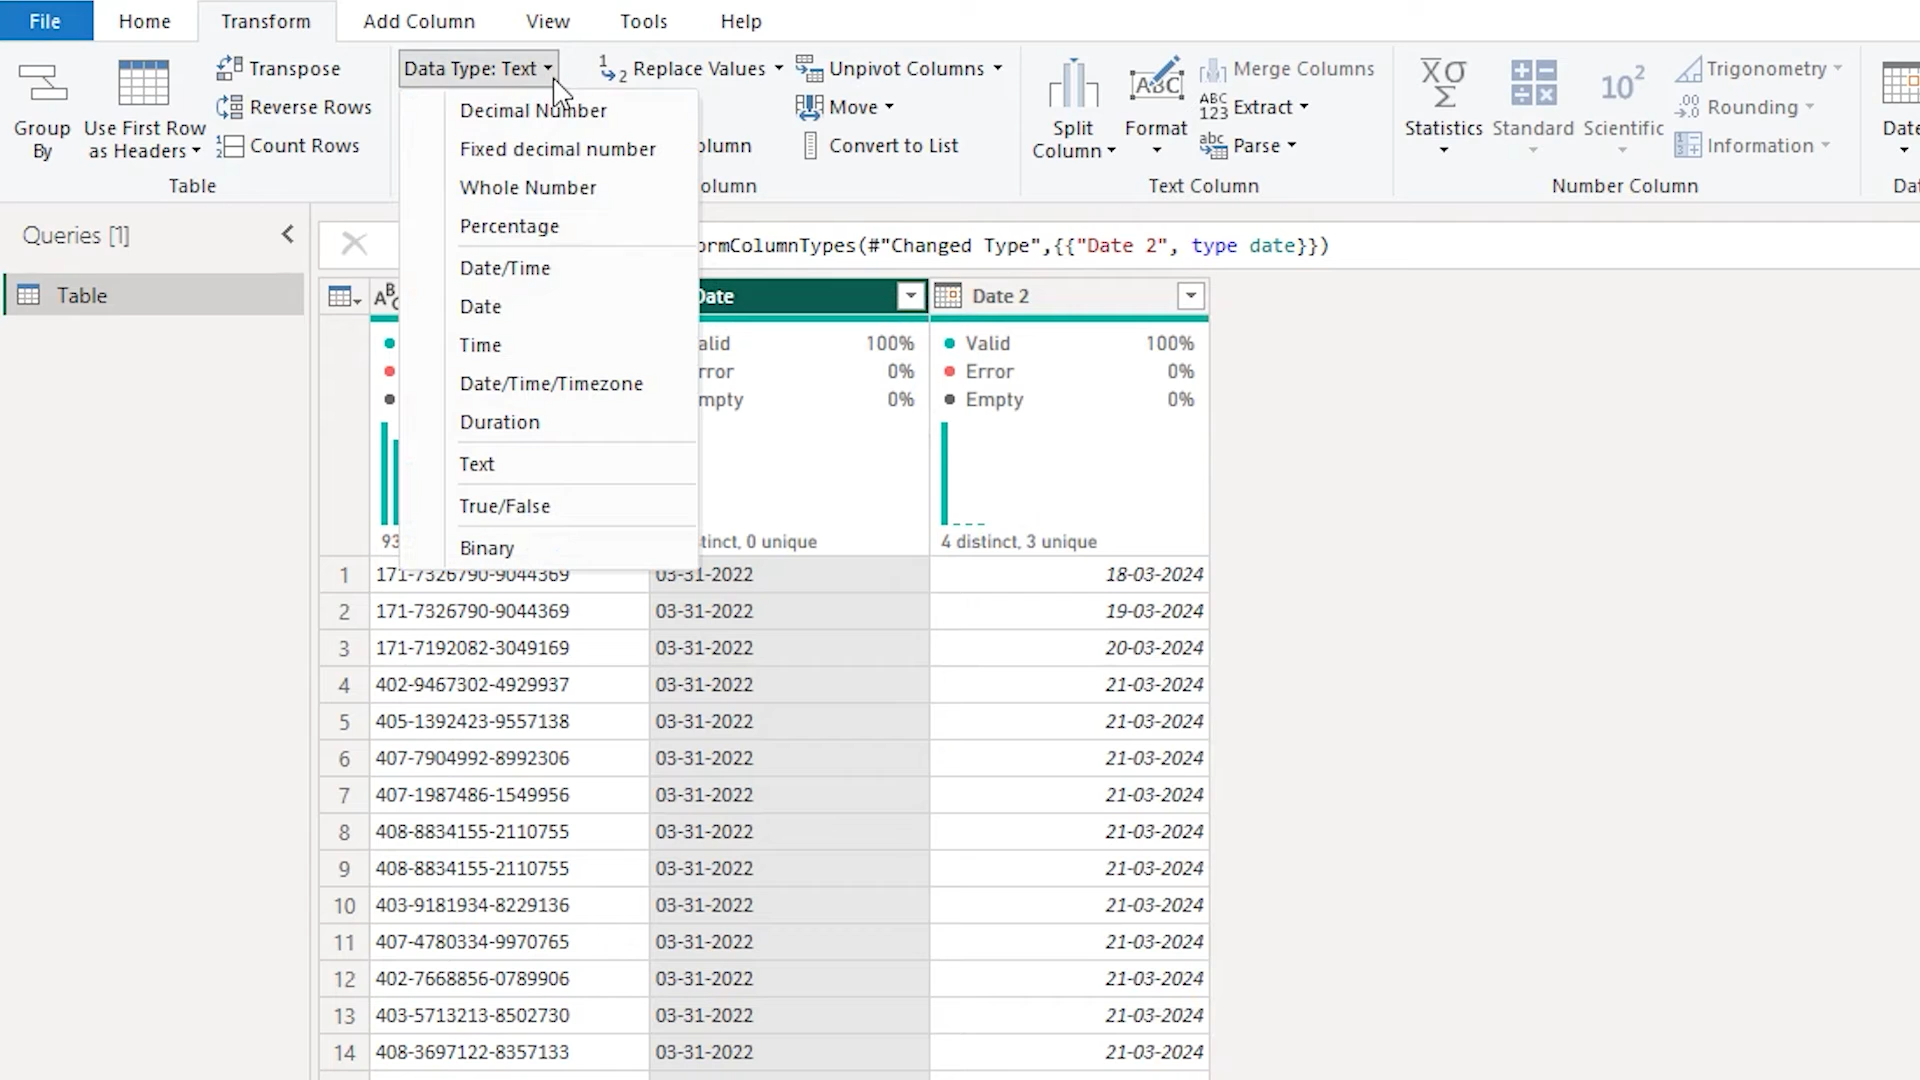 File Home Transform Add Column View Tools Help
Group By
Use First Row as Headers
Transpose
Reverse Rows
Count Rows
Table
Data Type: Text
Replace Values
Unpivot Columns
Move
Convert to List
olumn
olumn
Split Column
Format
Merge Columns
ABC 123 Extract
abc Parse
Text Column
Statistics
Standard
Scientific
Trigonometry
Rounding
Information
Number Column
Date
Dat
Decimal Number
Fixed decimal number
Whole Number
Percentage
Date/Time
Date
Time
Date/Time/Timezone
Duration
Text
True/False
Binary
Queries [1]
Table
ormColumnTypes(#"Changed Type",{{"Date 2", type date}})
Date Date 2
alid 100% Valid 100%
rror 0% Error 0%
mpty 0% Empty 0%
93 tinct, 0 unique 4 distinct, 3 unique
1 171-7326790-9044369 03-31-2022 18-03-2024
2 171-7326790-9044369 03-31-2022 19-03-2024
3 171-7192082-3049169 03-31-2022 20-03-2024
4 402-9467302-4929937 03-31-2022 21-03-2024
5 405-1392423-9557138 03-31-2022 21-03-2024
6 407-7904992-8992306 03-31-2022 21-03-2024
7 407-1987486-1549956 03-31-2022 21-03-2024
8 408-8834155-2110755 03-31-2022 21-03-2024
9 408-8834155-2110755 03-31-2022 21-03-2024
10 403-9181934-8229136 03-31-2022 21-03-2024
11 407-4780334-9970765 03-31-2022 21-03-2024
12 402-7668856-0789906 03-31-2022 21-03-2024
13 403-5713213-8502730 03-31-2022 21-03-2024
14 408-3697122-8357133 03-31-2022 21-03-2024